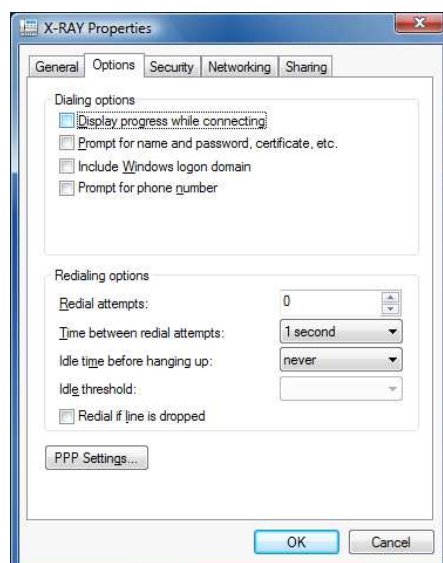 X-RAY Properties
General Options Security Networking Sharing
Dialing options
Display progress while connecting
Prompt for name and password, certificate, etc.
Include Windows logon domain
Prompt for phone number
Redialing options
Redial attempts: 0
Time between redial attempts: 1 second
Idle time before hanging up: never
Idle threshold:
Redial if line is dropped
PPP Settings...
OK Cancel